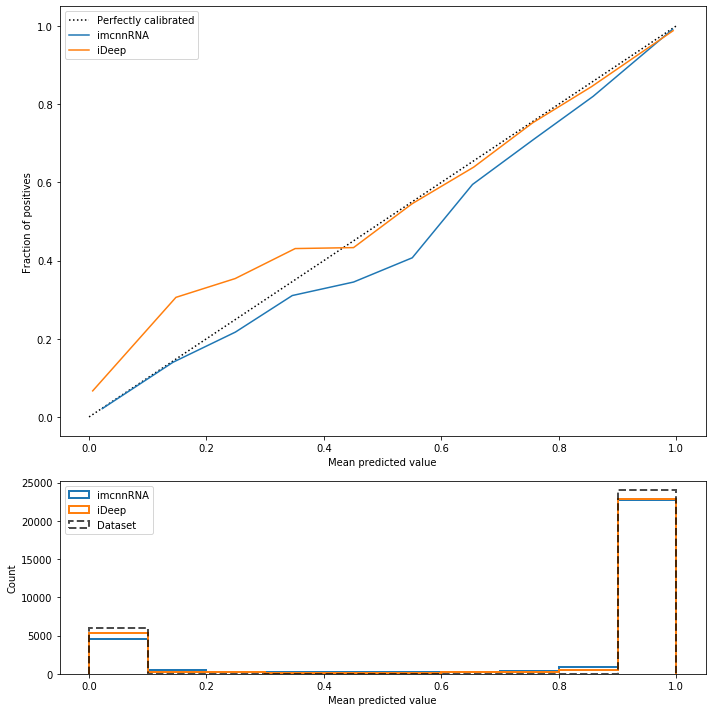 Perfectly calibrated
imcnnRNA
iDeep
1.0
0.8
0.6
0.4
0.2
0.0
Fraction of positives
0.0 0.2 0.4 0.6 0.8 1.0
Mean predicted value
imcnnRNA
iDeep
Dataset
25000
20000
15000
10000
5000
0
Count
0.0 0.2 0.4 0.6 0.8 1.0
Mean predicted value